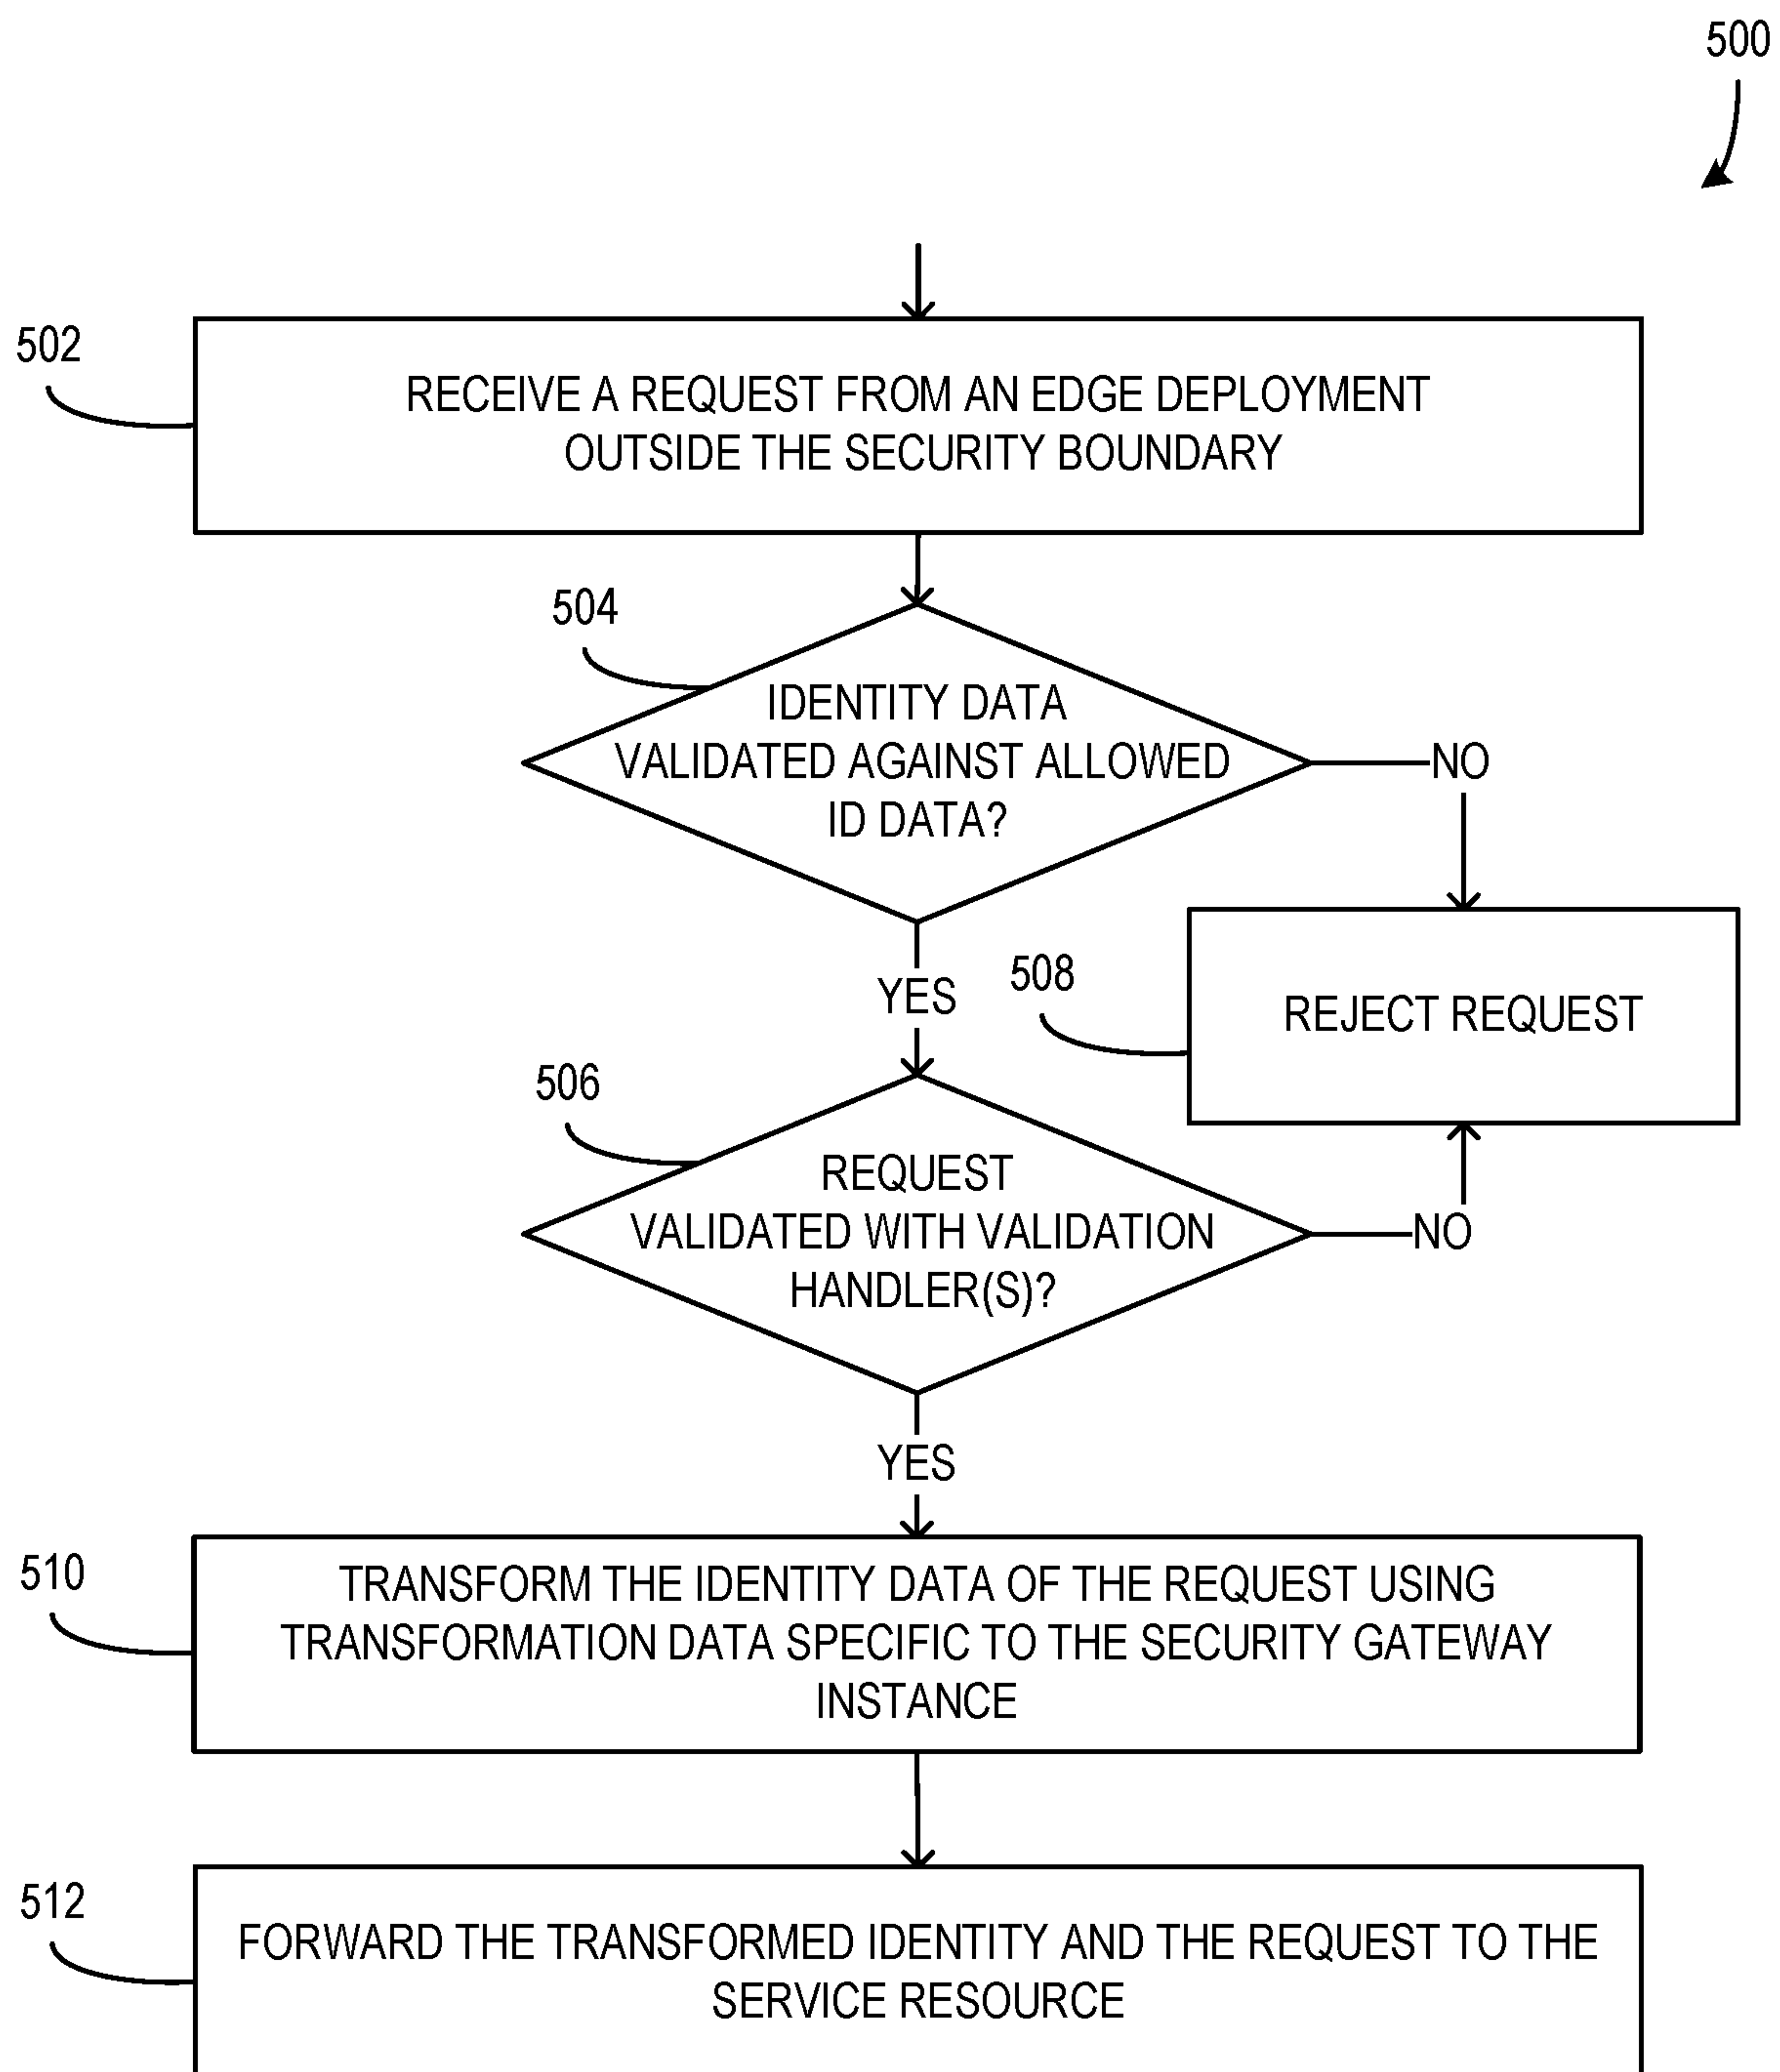 500
502
RECEIVE A REQUEST FROM AN EDGE DEPLOYMENT
OUTSIDE THE SECURITY BOUNDARY
504
IDENTITY DATA
VALIDATED AGAINST ALLOWED
ID DATA?
NO
YES
508
REJECT REQUEST
506
REQUEST
VALIDATED WITH VALIDATION
HANDLER(S)?
NO
YES
510
TRANSFORM THE IDENTITY DATA OF THE REQUEST USING
TRANSFORMATION DATA SPECIFIC TO THE SECURITY GATEWAY
INSTANCE
512
FORWARD THE TRANSFORMED IDENTITY AND THE REQUEST TO THE
SERVICE RESOURCE